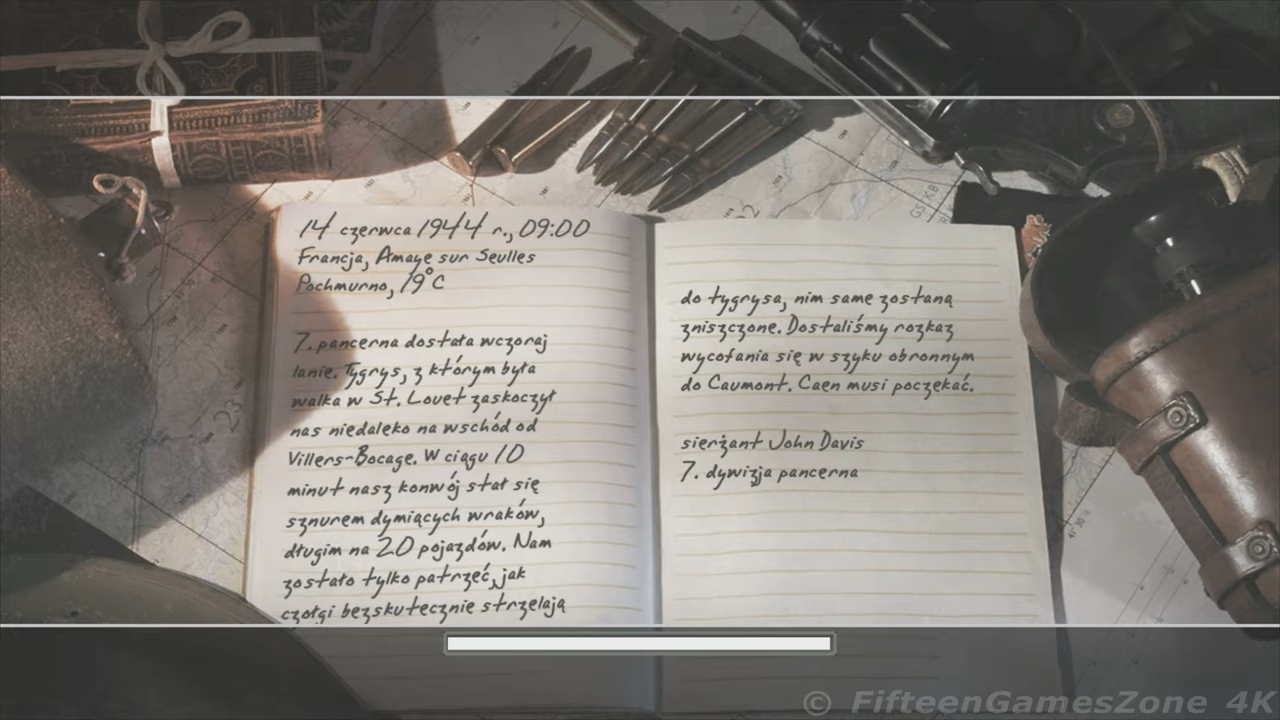 14 czerwca 1944 r., 09:00
Francja, Amaye sur Seulles
Pochmurno, 19°C
7. pancerna dostała wczoraj
lanie. Tygrys, z którym była
walka w St. Louet zaskoczył
nas niedaleko na wschód od
Villers-Bocage. W ciągu 10
minut nasz konwój stał się
sznurem dymiących wraków,
długim na 20 pojazdów. Nam
zostało tylko patrzeć, jak
czołgi bezskutecznie strzelają
do tygrysa, nim same zostaną
zniszczone. Dostaliśmy rozkaz
wycofania się w szyku obronnym
do Caumont. Caen musi poczekać.
sierżant John Davis
7. dywizja pancerna
© FifteenGamesZone 4K